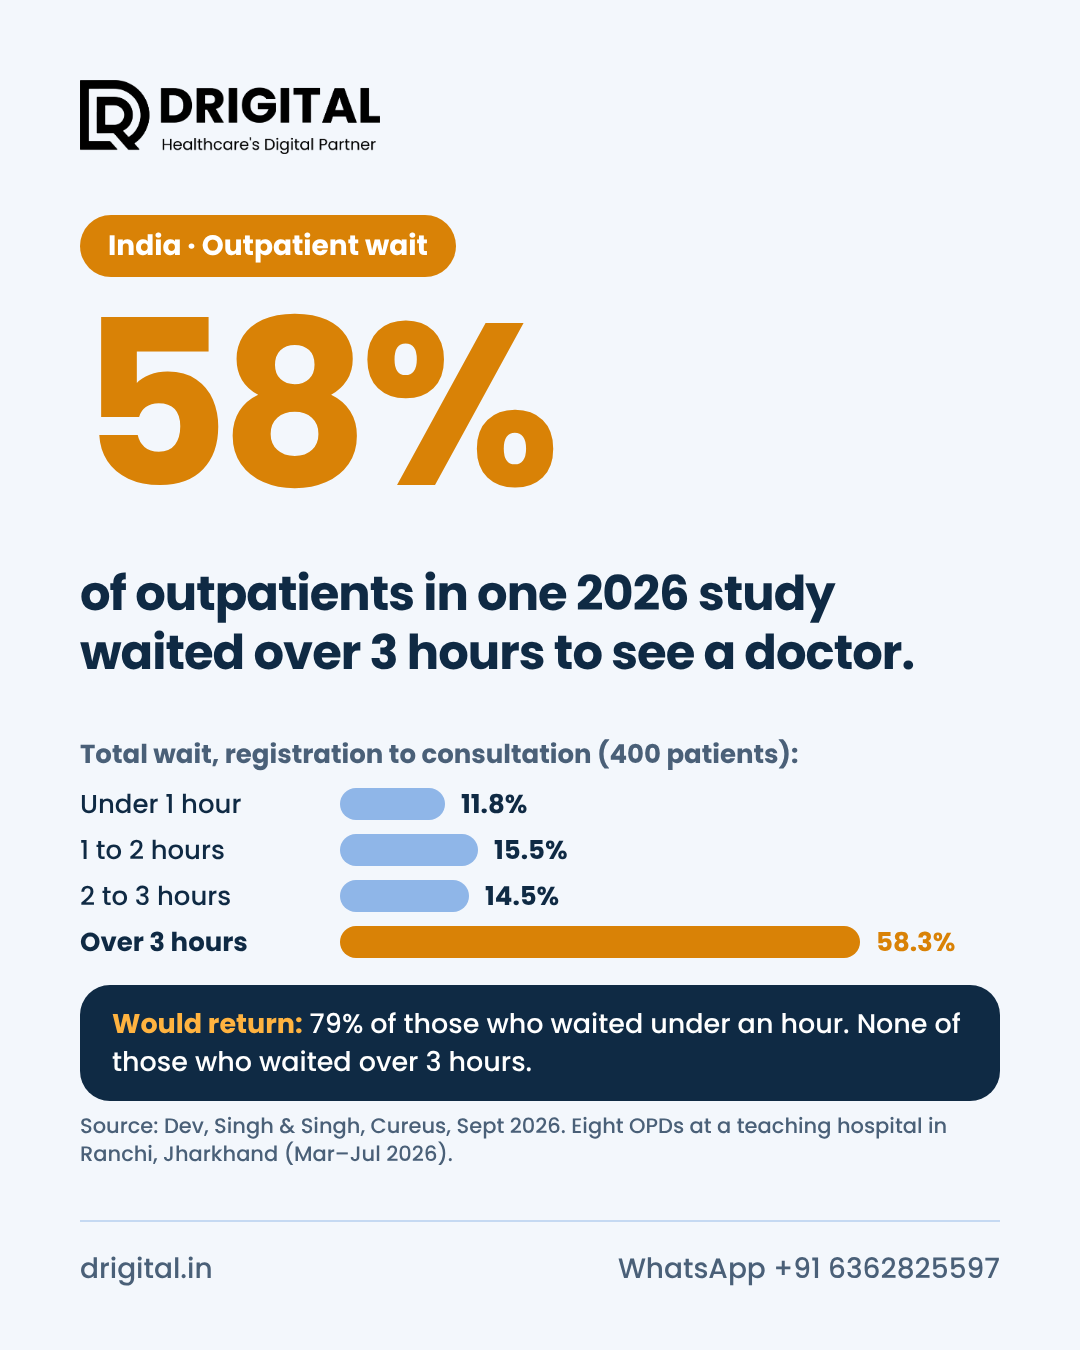 DRIGITAL
Healthcare's Digital Partner
India · Outpatient wait
58%
of outpatients in one 2026 study
waited over 3 hours to see a doctor.
Total wait, registration to consultation (400 patients):
Under 1 hour 11.8%
1 to 2 hours 15.5%
2 to 3 hours 14.5%
Over 3 hours 58.3%
Would return: 79% of those who waited under an hour. None of
those who waited over 3 hours.
Source: Dev, Singh & Singh, Cureus, Sept 2026. Eight OPDs at a teaching hospital in
Ranchi, Jharkhand (Mar–Jul 2026).
drigital.in WhatsApp +91 6362825597